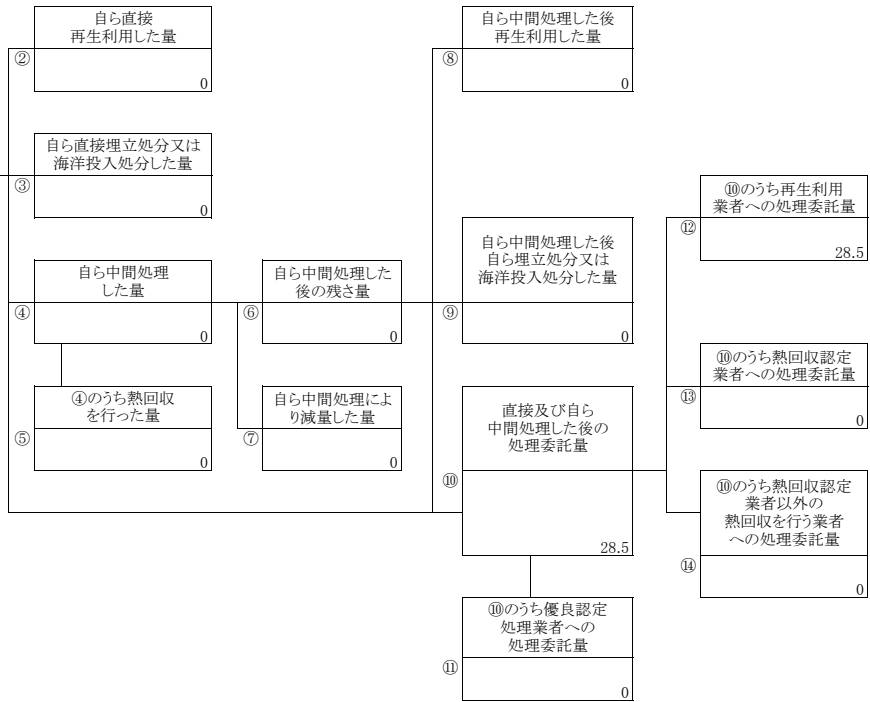 自ら直接
再生利用した量
②
0
自ら直接埋立処分又は
海洋投入処分した量
③
0
自ら中間処理
した量
④
0
④のうち熱回収
を行った量
⑤
0
自ら中間処理した
後の残さ量
⑥
0
自ら中間処理によ
り減量した量
⑦
0
自ら中間処理した後
再生利用した量
⑧
0
自ら中間処理した後
自ら埋立処分又は
海洋投入処分した量
⑨
0
直接及び自ら
中間処理した後の
処理委託量
⑩
28.5
⑩のうち優良認定
処理業者への
処理委託量
⑪
0
⑩のうち再生利用
業者への処理委託量
⑫
28.5
⑩のうち熱回収認定
業者への処理委託量
⑬
0
⑩のうち熱回収認定
業者以外の
熱回収を行う業者
への処理委託量
⑭
0